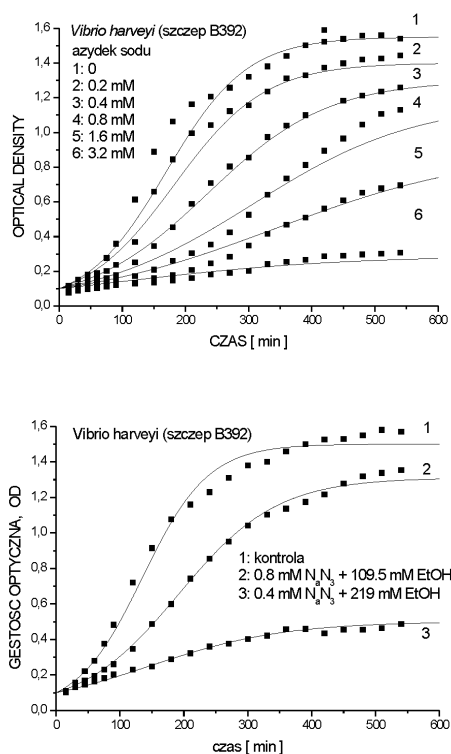 Vibrio harveyi (szczep B392)
azydek sodu
1: 0
2: 0.2 mM
3: 0.4 mM
4: 0.8 mM
5: 1.6 mM
6: 3.2 mM
1
2
3
4
5
6
OPTICAL DENSITY
1,6
1,4
1,2
1,0
0,8
0,6
0,4
0,2
0,0
0 100 200 300 400 500 600
CZAS [ min ]
Vibrio harveyi (szczep B392)
1
2
1: kontrola
2: 0.8 mM NaN3 + 109.5 mM EtOH
3: 0.4 mM NaN3 + 219 mM EtOH
3
GESTOSC OPTYCZNA, OD
1,6
1,4
1,2
1,0
0,8
0,6
0,4
0,2
0,0
0 100 200 300 400 500 600
czas [ min ]